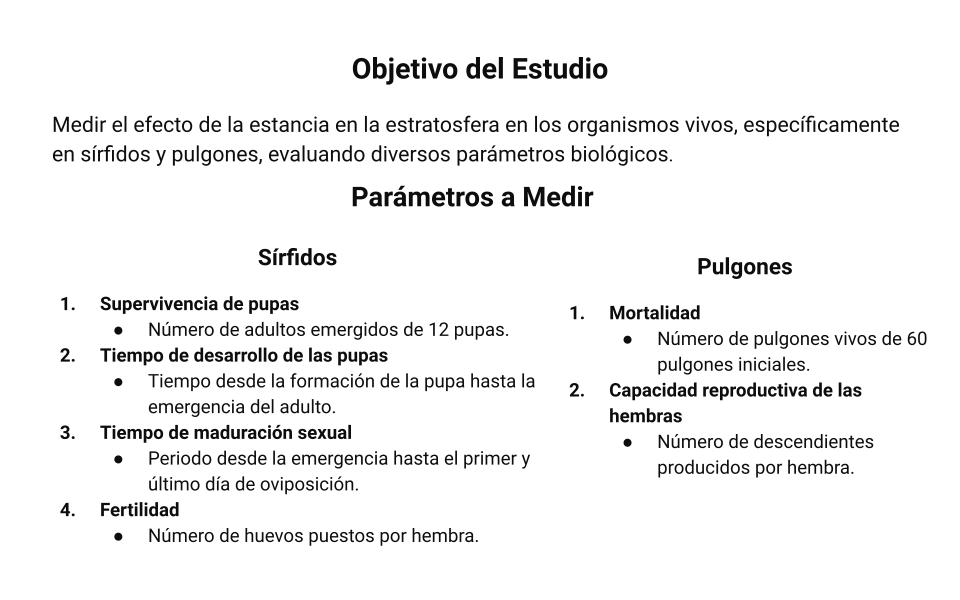 Objetivo del Estudio
Medir el efecto de la estancia en la estratosfera en los organismos vivos, específicamente
en sírfidos y pulgones, evaluando diversos parámetros biológicos.
Parámetros a Medir
Sírfidos
1. Supervivencia de pupas
● Número de adultos emergidos de 12 pupas.
2. Tiempo de desarrollo de las pupas
● Tiempo desde la formación de la pupa hasta la
emergencia del adulto.
3. Tiempo de maduración sexual
● Periodo desde la emergencia hasta el primer y
último día de oviposición.
4. Fertilidad
● Número de huevos puestos por hembra.
Pulgones
1. Mortalidad
● Número de pulgones vivos de 60
pulgones iniciales.
2. Capacidad reproductiva de las
hembras
● Número de descendientes
producidos por hembra.